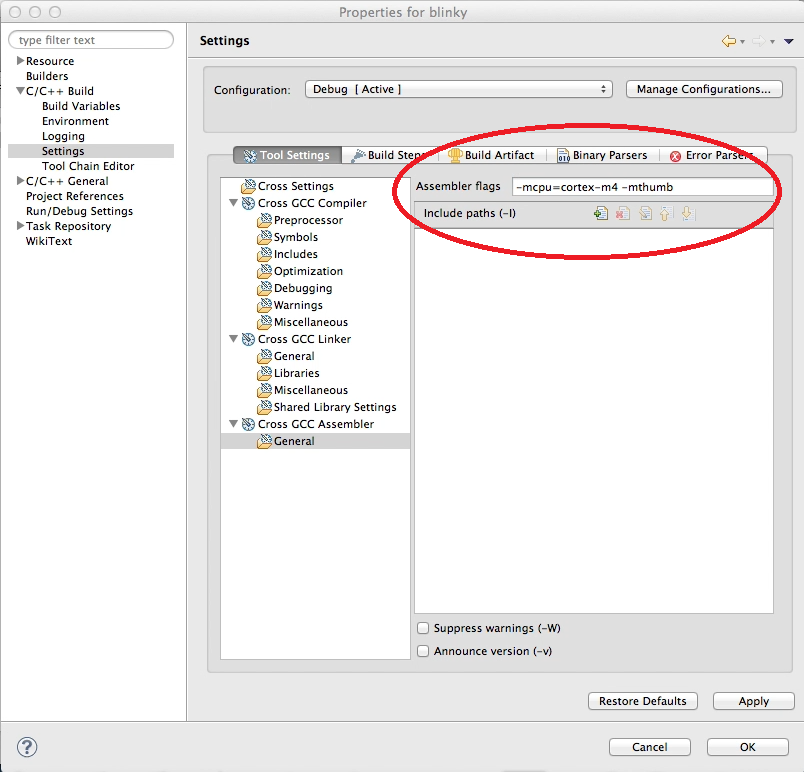 Properties for blinky
type filter text
Resource
Builders
C/C++ Build
Build Variables
Environment
Logging
Settings
Tool Chain Editor
C/C++ General
Project References
Run/Debug Settings
Task Repository
WikiText
Settings
Configuration: Debug [ Active ] Manage Configurations...
Tool Settings Build Steps Build Artifact Binary Parsers Error Parsers
Cross Settings
Cross GCC Compiler
Preprocessor
Symbols
Includes
Optimization
Debugging
Warnings
Miscellaneous
Cross GCC Linker
General
Libraries
Miscellaneous
Shared Library Settings
Cross GCC Assembler
General
Assembler flags -mcpu=cortex-m4 -mthumb
Include paths (-I)
Suppress warnings (-W)
Announce version (-v)
Restore Defaults Apply
? Cancel OK